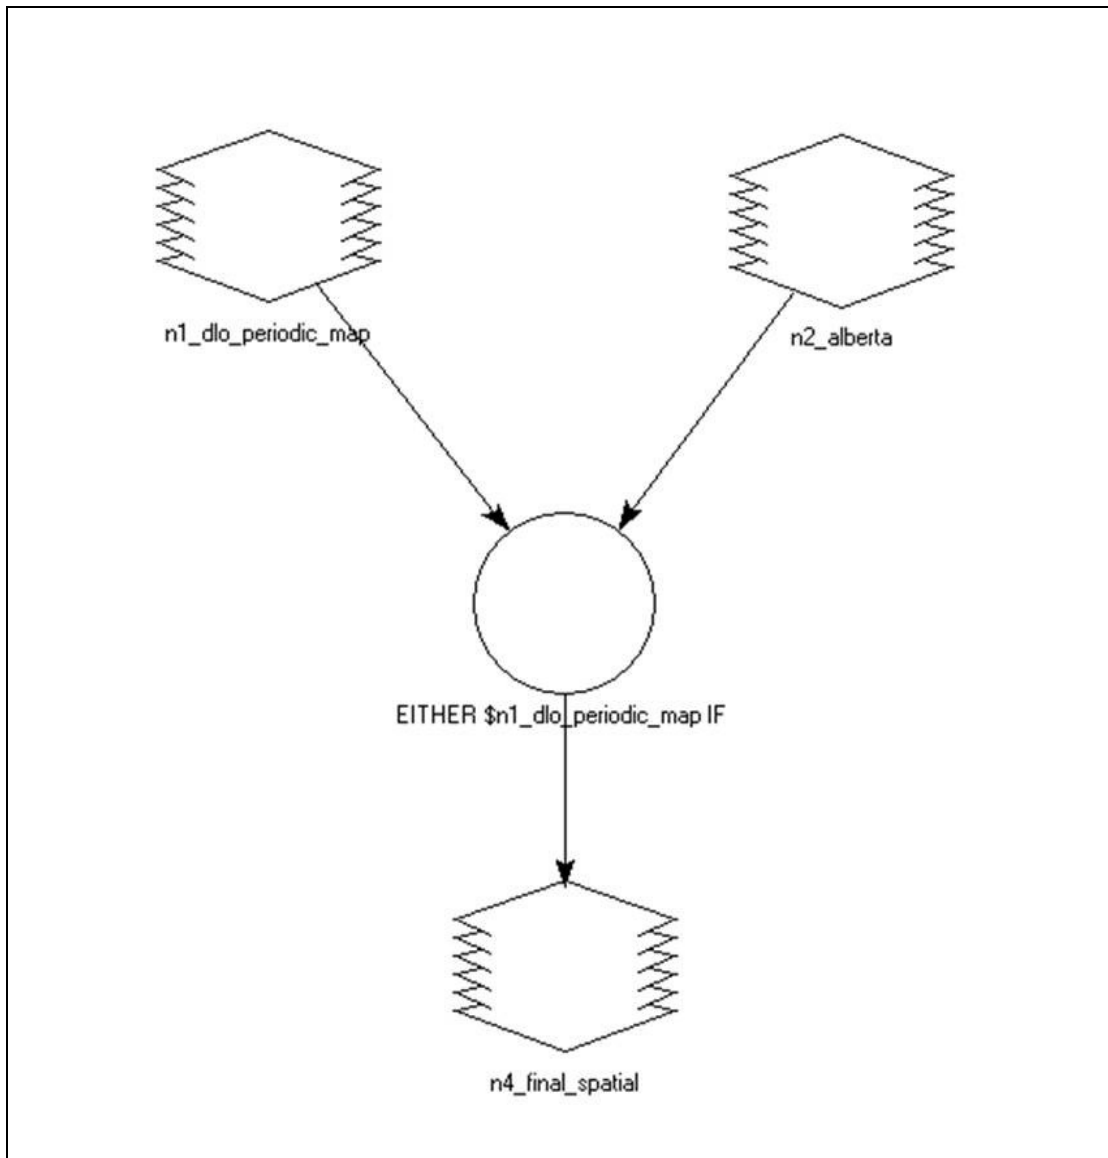 n1_dlo_periodic_map
n2_alberta
EITHER $n1_dlo_periodic_map IF
n4_final_spatial